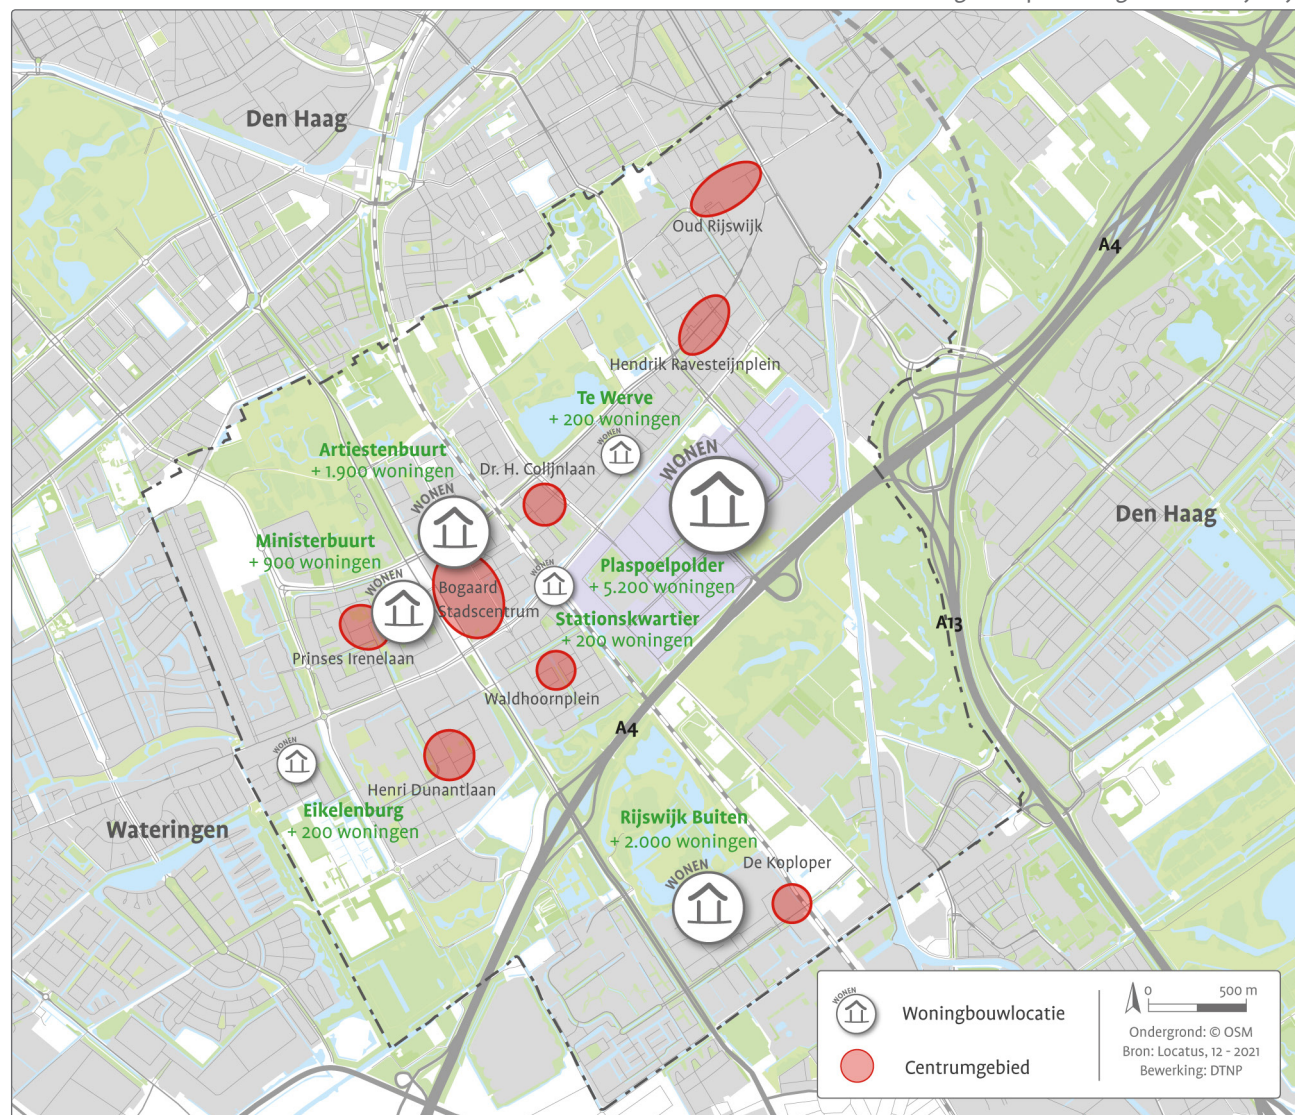 Den Haag
Oud Rijswijk
A4
Hendrik Ravesteijnplein
Te Werve
+ 200 woningen
WONEN
Artiestenbuurt
+ 1.900 woningen
WONEN
Dr. H. Colijnlaan
WONEN
Den Haag
Ministerbuurt
+ 900 woningen
WONEN
Bogaard
Stadscentrum
WONEN
Plaspoelpolder
+ 5.200 woningen
Stationskwartier
+ 200 woningen
A13
Prinses Irenelaan
Waldhoornplein
A4
WONEN
Henri Dunantlaan
Eikelenburg
+ 200 woningen
Wateringen
Rijswijk Buiten
+ 2.000 woningen
WONEN
De Koploper
WONEN
Woningbouwlocatie
Centrumgebied
0 500 m
Ondergrond: © OSM
Bron: Locatus, 12 - 2021
Bewerking: DTNP